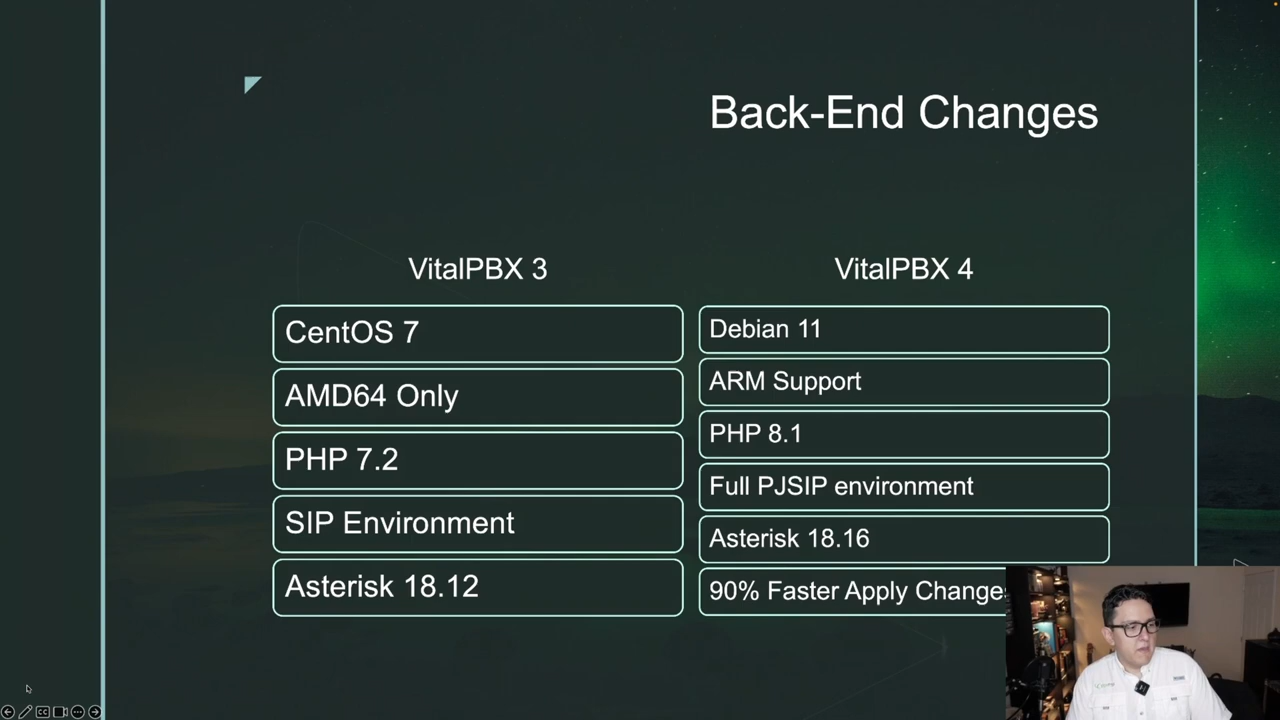 Back-End Changes
VitalPBX 3
CentOS 7
AMD64 Only
PHP 7.2
SIP Environment
Asterisk 18.12
VitalPBX 4
Debian 11
ARM Support
PHP 8.1
Full PJSIP environment
Asterisk 18.16
90% Faster Apply Changes